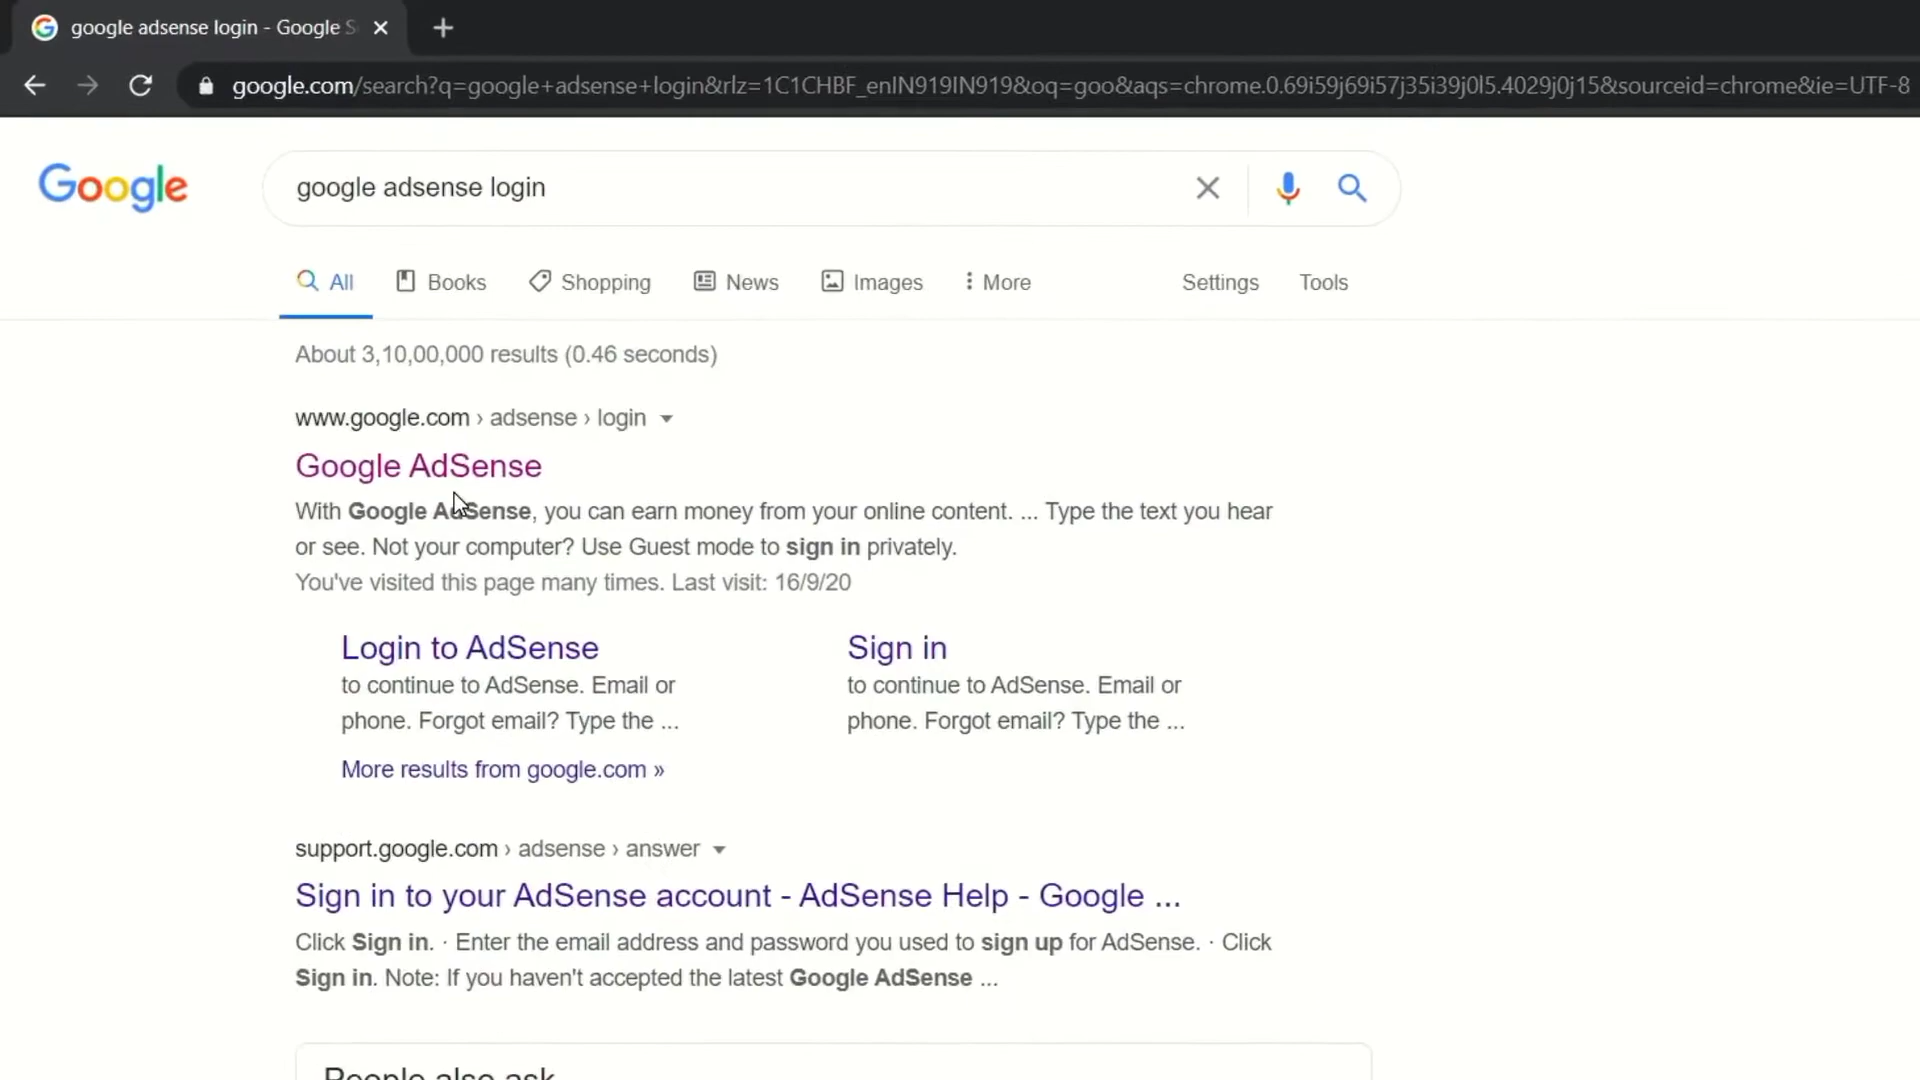 google adsense login - Google S
google.com/search?q=google+adsense+login&rlz=1C1CHBF_enIN919IN919&oq=goo&aqs=chrome.0.69i59j69i57j35i39j0l5.4029j0j15&sourceid=chrome&ie=UTF-8
Google
google adsense login
All Books Shopping News Images More Settings Tools
About 3,10,00,000 results (0.46 seconds)
www.google.com › adsense › login
Google AdSense
With Google AdSense, you can earn money from your online content. ... Type the text you hear
or see. Not your computer? Use Guest mode to sign in privately.
You've visited this page many times. Last visit: 16/9/20
Login to AdSense
to continue to AdSense. Email or
phone. Forgot email? Type the ...
Sign in
to continue to AdSense. Email or
phone. Forgot email? Type the ...
More results from google.com »
support.google.com › adsense › answer
Sign in to your AdSense account - AdSense Help - Google ...
Click Sign in. · Enter the email address and password you used to sign up for AdSense. · Click
Sign in. Note: If you haven't accepted the latest Google AdSense ...
People also ask